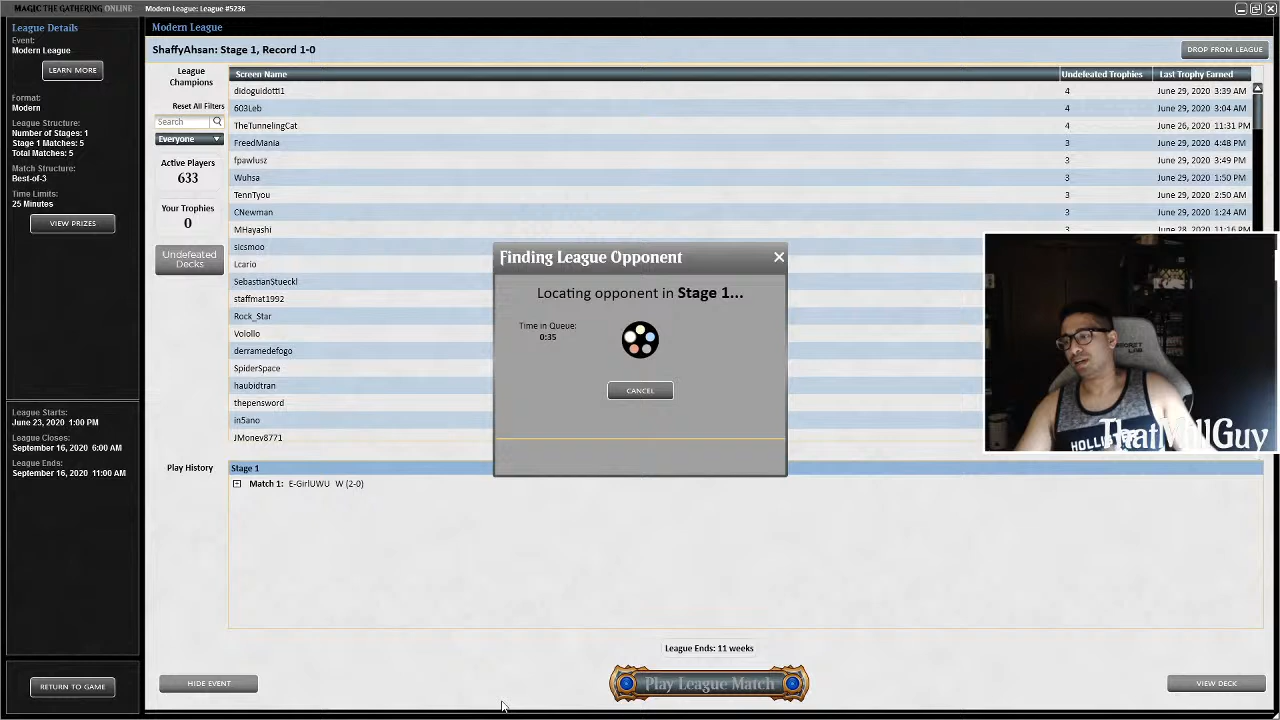 MAGIC THE GATHERING ONLINE
Modern League: League #5236
League Details
Event:
Modern League
LEARN MORE
Format:
Modern
League Structure:
Number of Stages: 1
Stage 1 Matches: 5
Total Matches: 5
Match Structure:
Best-of-3
Time Limits:
25 Minutes
VIEW PRIZES
League Starts:
June 23, 2020 1:00 PM
League Closes:
September 16, 2020 6:00 AM
League Ends:
September 16, 2020 11:00 AM
RETURN TO GAME
Modern League
ShaffyAhsan: Stage 1, Record 1-0
DROP FROM LEAGUE
League
Champions
Reset All Filters
Search
Everyone
Active Players
633
Your Trophies
0
Undefeated
Decks
Screen Name Undefeated Trophies Last Trophy Earned
didoguidotti1 4 June 29, 2020 3:39 AM
603Leb 4 June 29, 2020 3:04 AM
TheTunnelingCat 4 June 26, 2020 11:31 PM
FreedMania 3 June 29, 2020 4:48 PM
fpawlusz 3 June 29, 2020 3:49 PM
Wuhsa 3 June 29, 2020 1:50 PM
TennTyou 3 June 29, 2020 2:50 AM
CNewman 3 June 29, 2020 1:24 AM
MHayashi 3 June 28, 2020 11:16 PM
sicsmoo
Lcario
SebastianStueckl
staffmat1992
Rock_Star
Volollo
derramedefogo
SpiderSpace
haubidtran
thepensword
in5ano
JMonev8771
Finding League Opponent
Locating opponent in Stage 1...
Time in Queue:
0:35
CANCEL
HOLLIS
ThatMillGuy
Play History
Stage 1
Match 1: E-GirlUWU W (2-0)
League Ends: 11 weeks
HIDE EVENT
Play League Match
VIEW DECK